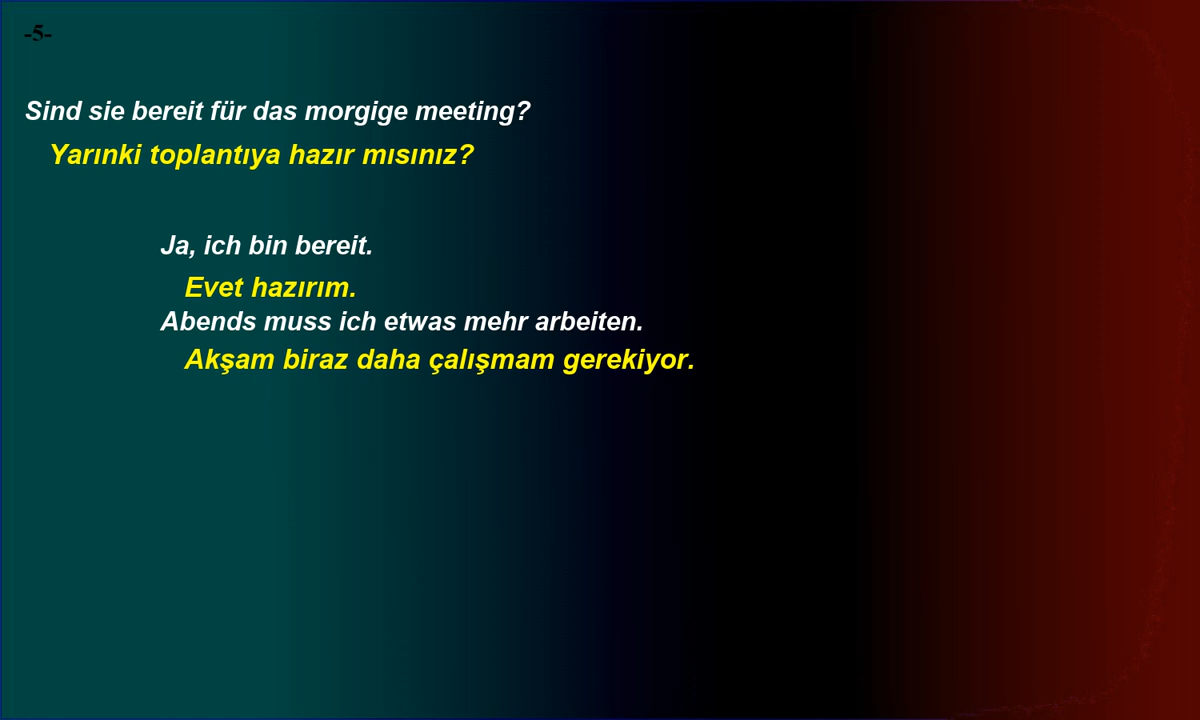 -5-
Sind sie bereit für das morgige meeting?
Yarınki toplantıya hazır mısınız?
Ja, ich bin bereit.
Evet hazırım.
Abends muss ich etwas mehr arbeiten.
Akşam biraz daha çalışmam gerekiyor.